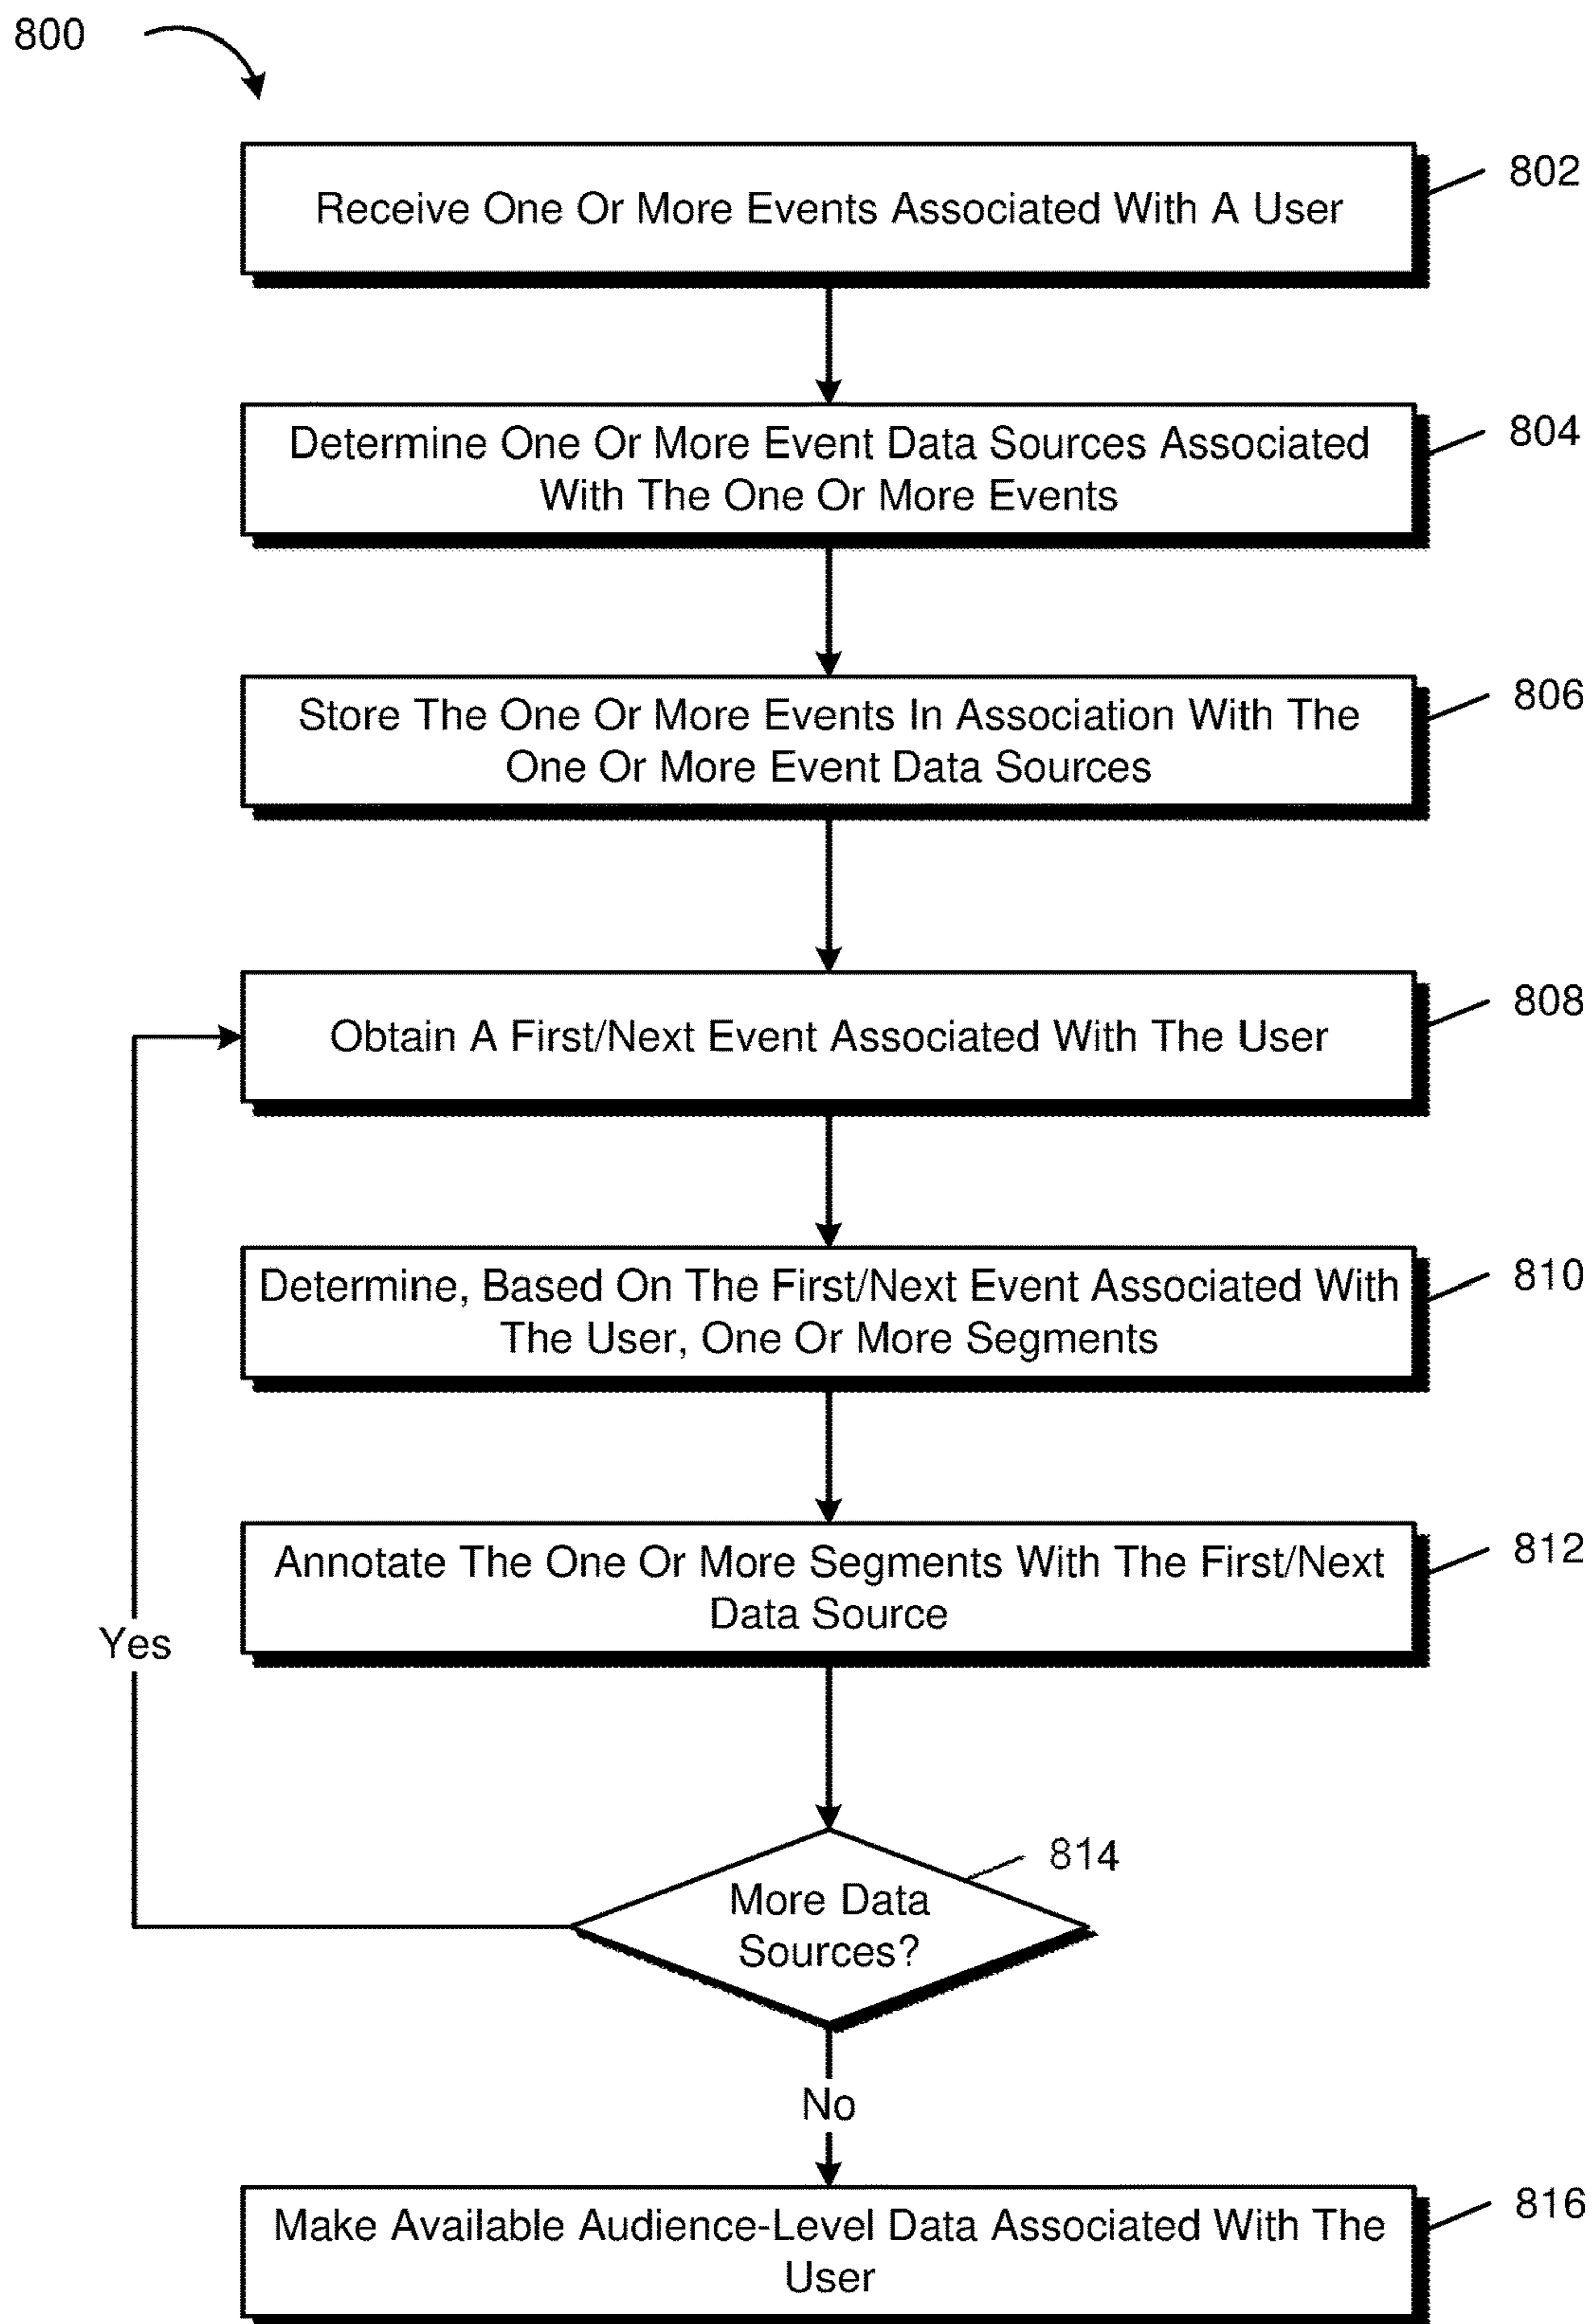 800
Receive One Or More Events Associated With A User
802
Determine One Or More Event Data Sources Associated
With The One Or More Events
804
Store The One Or More Events In Association With The
One Or More Event Data Sources
806
Obtain A First/Next Event Associated With The User
808
Determine, Based On The First/Next Event Associated With
The User, One Or More Segments
810
Annotate The One Or More Segments With The First/Next
Data Source
812
Yes
More Data
Sources?
814
No
Make Available Audience-Level Data Associated With The
User
816